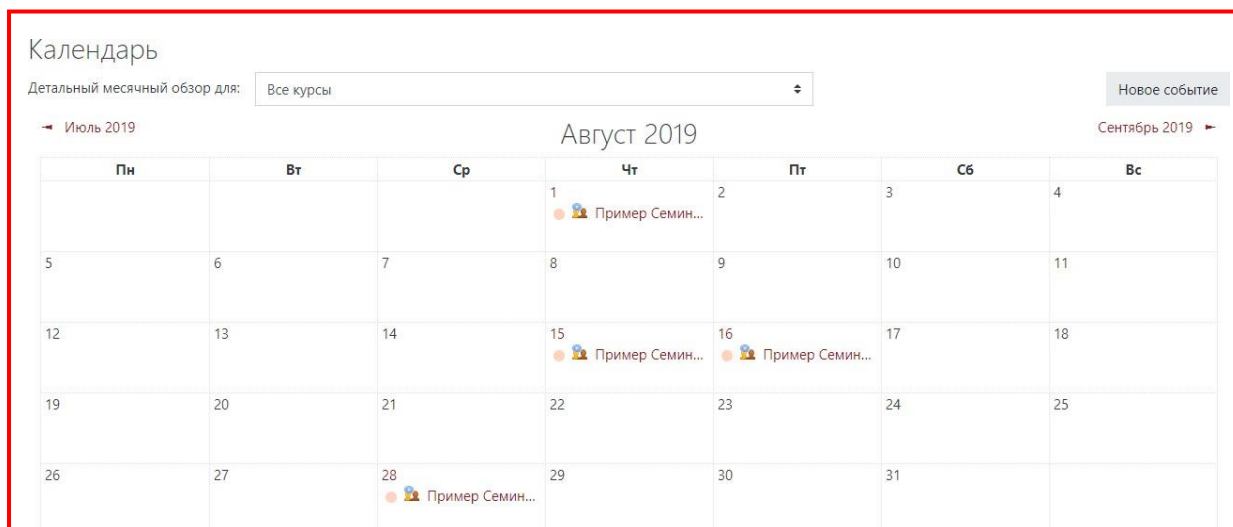 Календарь
Детальный месячный обзор для: Все курсы Новое событие
◄ Июль 2019 Август 2019 Сентябрь 2019 ►
Пн Вт Ср Чт Пт Сб Вс
1 2 3 4
Пример Семин...
5 6 7 8 9 10 11
12 13 14 15 16 17 18
Пример Семин... Пример Семин...
19 20 21 22 23 24 25
26 27 28 29 30 31
Пример Семин...